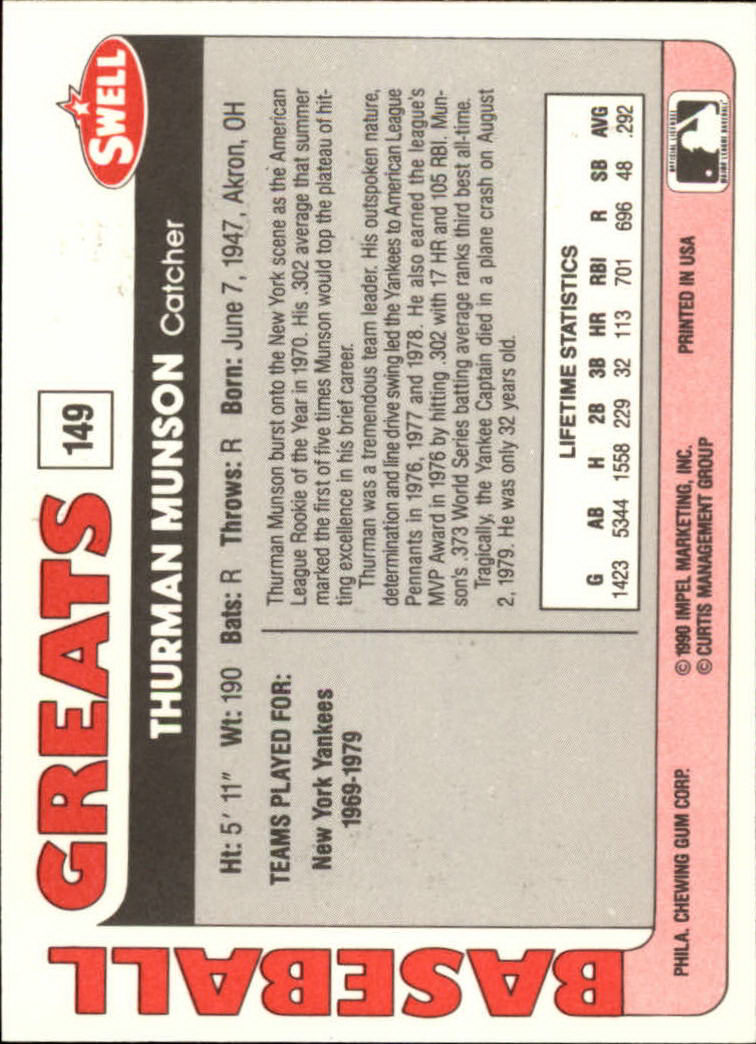 BASEBALL
GREATS
149
SWELL
THURMAN MUNSON Catcher
Ht: 5' 11" Wt: 190 Bats: R Throws: R Born: June 7, 1947, Akron, OH
TEAMS PLAYED FOR:
New York Yankees
1969-1979
Thurman Munson burst onto the New York scene as the American
League Rookie of the Year in 1970. His .302 average that summer
marked the first of five times Munson would top the plateau of hit-
ting excellence in his brief career.
Thurman was a tremendous team leader. His outspoken nature,
determination and line drive swing led the Yankees to American League
Pennants in 1976, 1977 and 1978. He also earned the league's
MVP Award in 1976 by hitting .302 with 17 HR and 105 RBI. Mun-
son's .373 World Series batting average ranks third best all-time.
Tragically, the Yankee Captain died in a plane crash on August
2, 1979. He was only 32 years old.
LIFETIME STATISTICS
G AB H 2B 3B HR RBI R SB AVG
1423 5344 1558 229 32 113 701 696 48 .292
PHILA. CHEWING GUM CORP.
© 1990 IMPEL MARKETING, INC.
© CURTIS MANAGEMENT GROUP
PRINTED IN USA
OFFICIAL LICENSEE
MAJOR LEAGUE BASEBALL